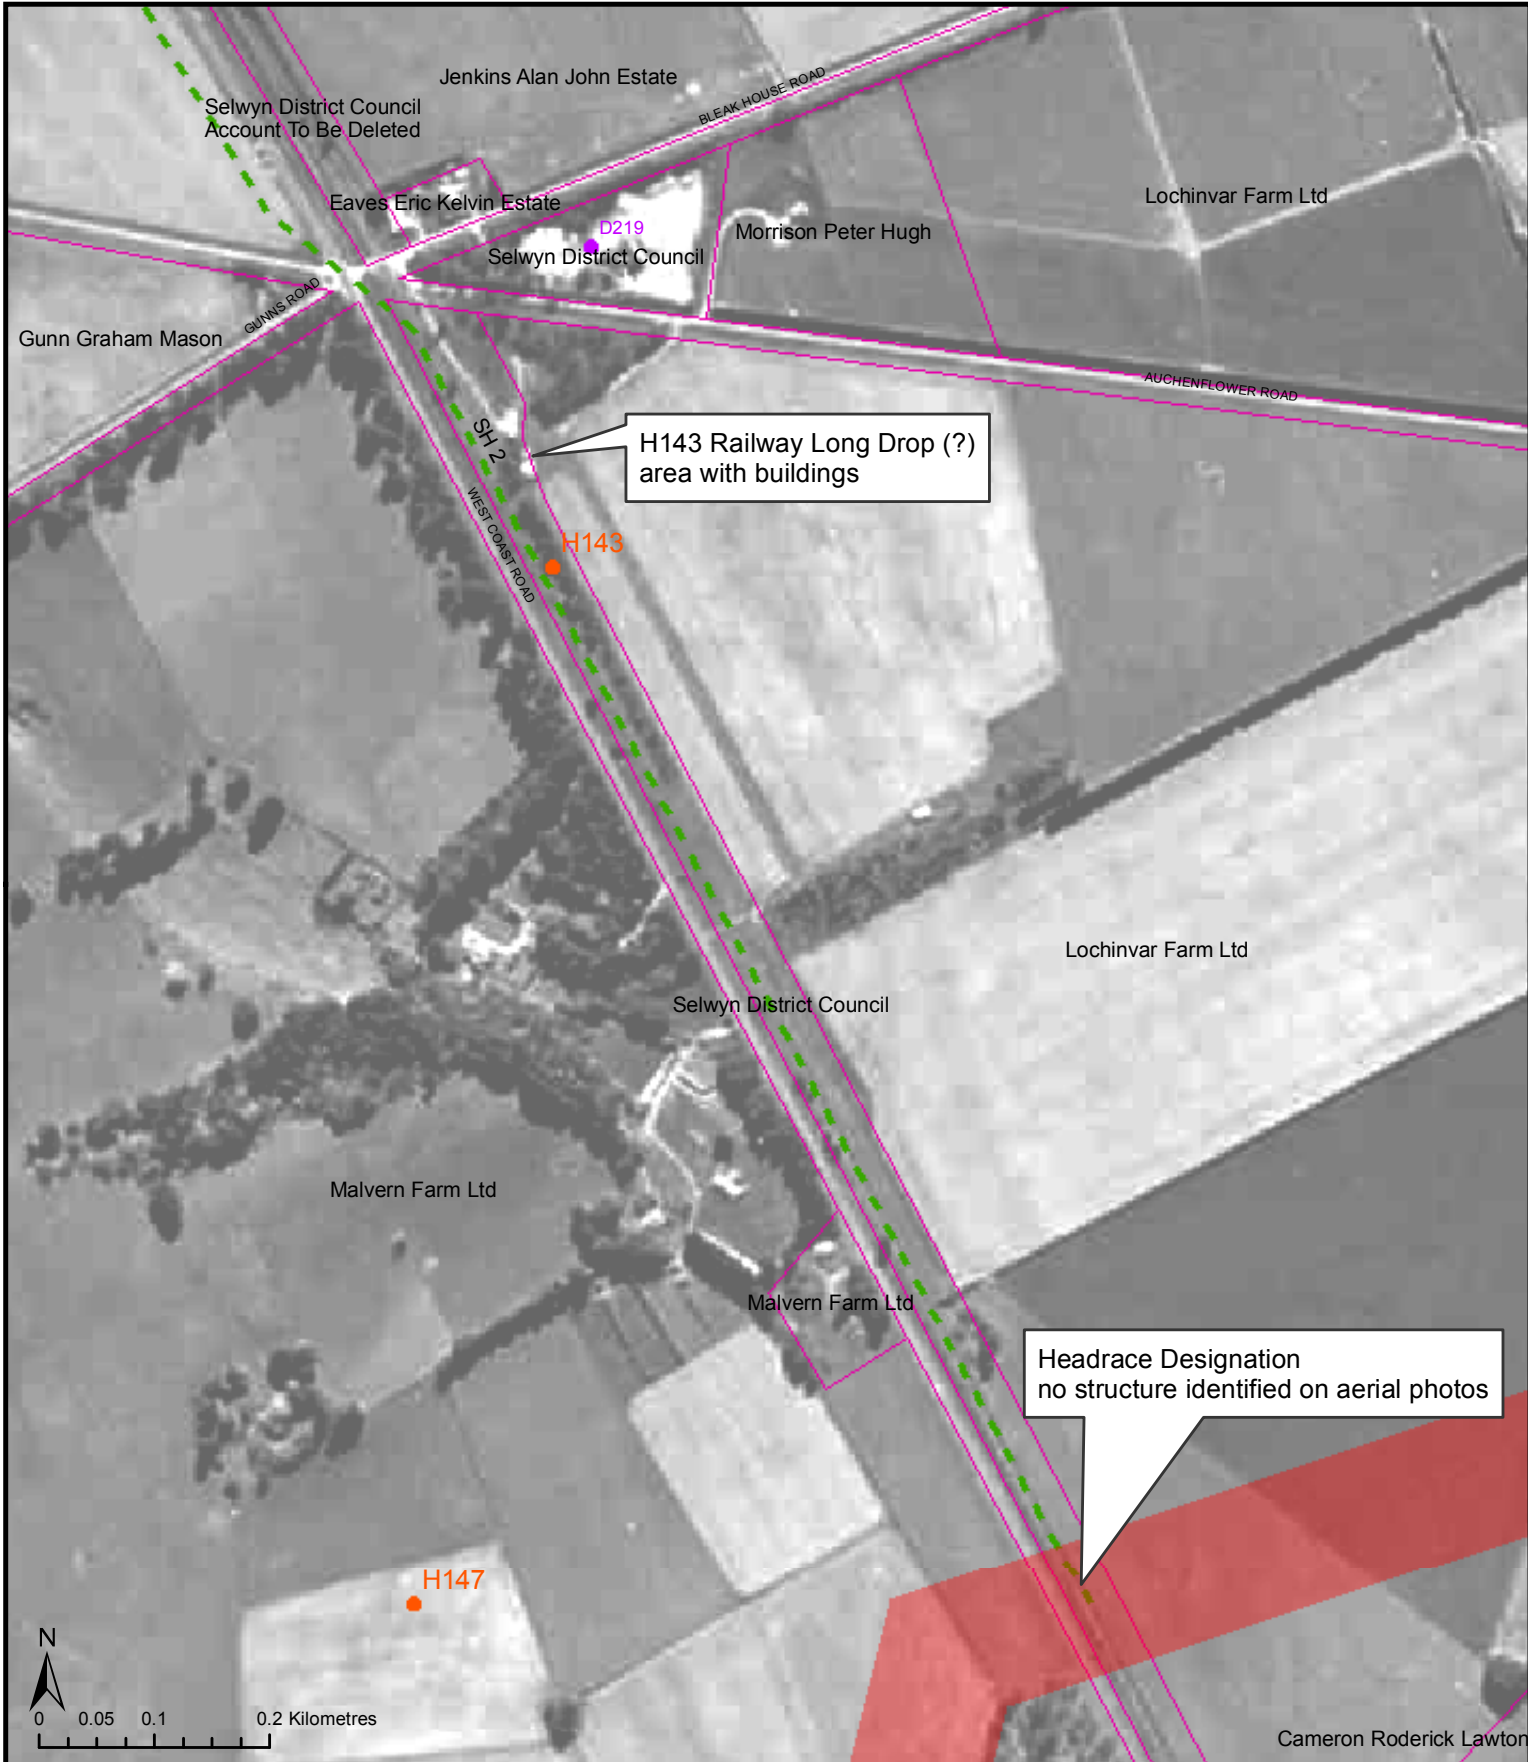 Jenkins Alan John Estate
BLEAK HOUSE ROAD
Selwyn District Council
Account To Be Deleted
Eaves Eric Kelvin Estate
Lochinvar Farm Ltd
D219
Morrison Peter Hugh
Selwyn District Council
GUNNS ROAD
Gunn Graham Mason
AUCHENFLOWER ROAD
SH 2
H143 Railway Long Drop (?)
area with buildings
WEST COAST ROAD
H143
Lochinvar Farm Ltd
Selwyn District Council
Malvern Farm Ltd
Malvern Farm Ltd
Headrace Designation
no structure identified on aerial photos
H147
N
0 0.05 0.1 0.2 Kilometres
Cameron Roderick Lawton